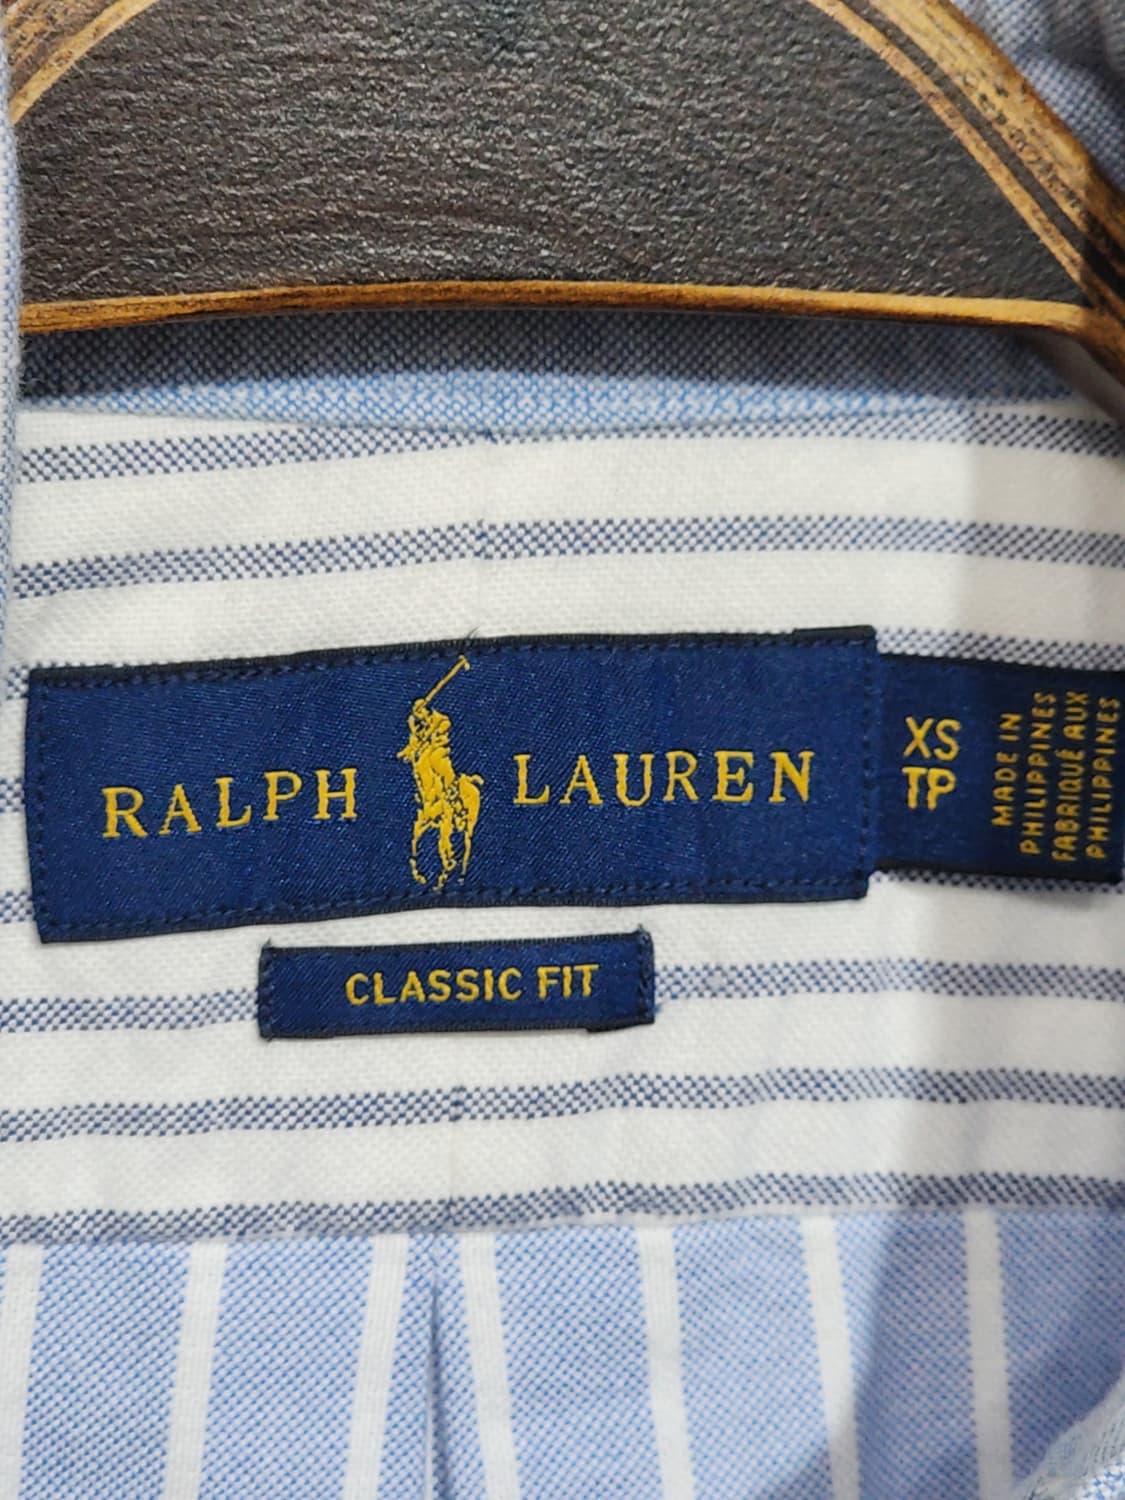 RALPH LAUREN
XS
TP
MADE IN
PHILIPPINES
FABRIQUÉ AUX
PHILIPPINES
CLASSIC FIT